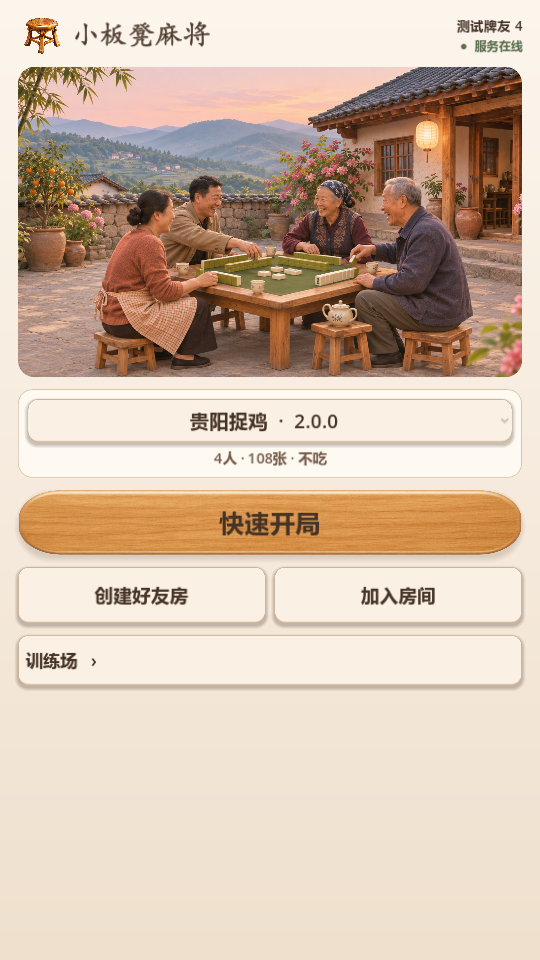 小板凳麻将
测试牌友 4
● 服务在线
贵阳捉鸡 · 2.0.0
4人 · 108张 · 不吃
快速开局
创建好友房
加入房间
训练场 ›